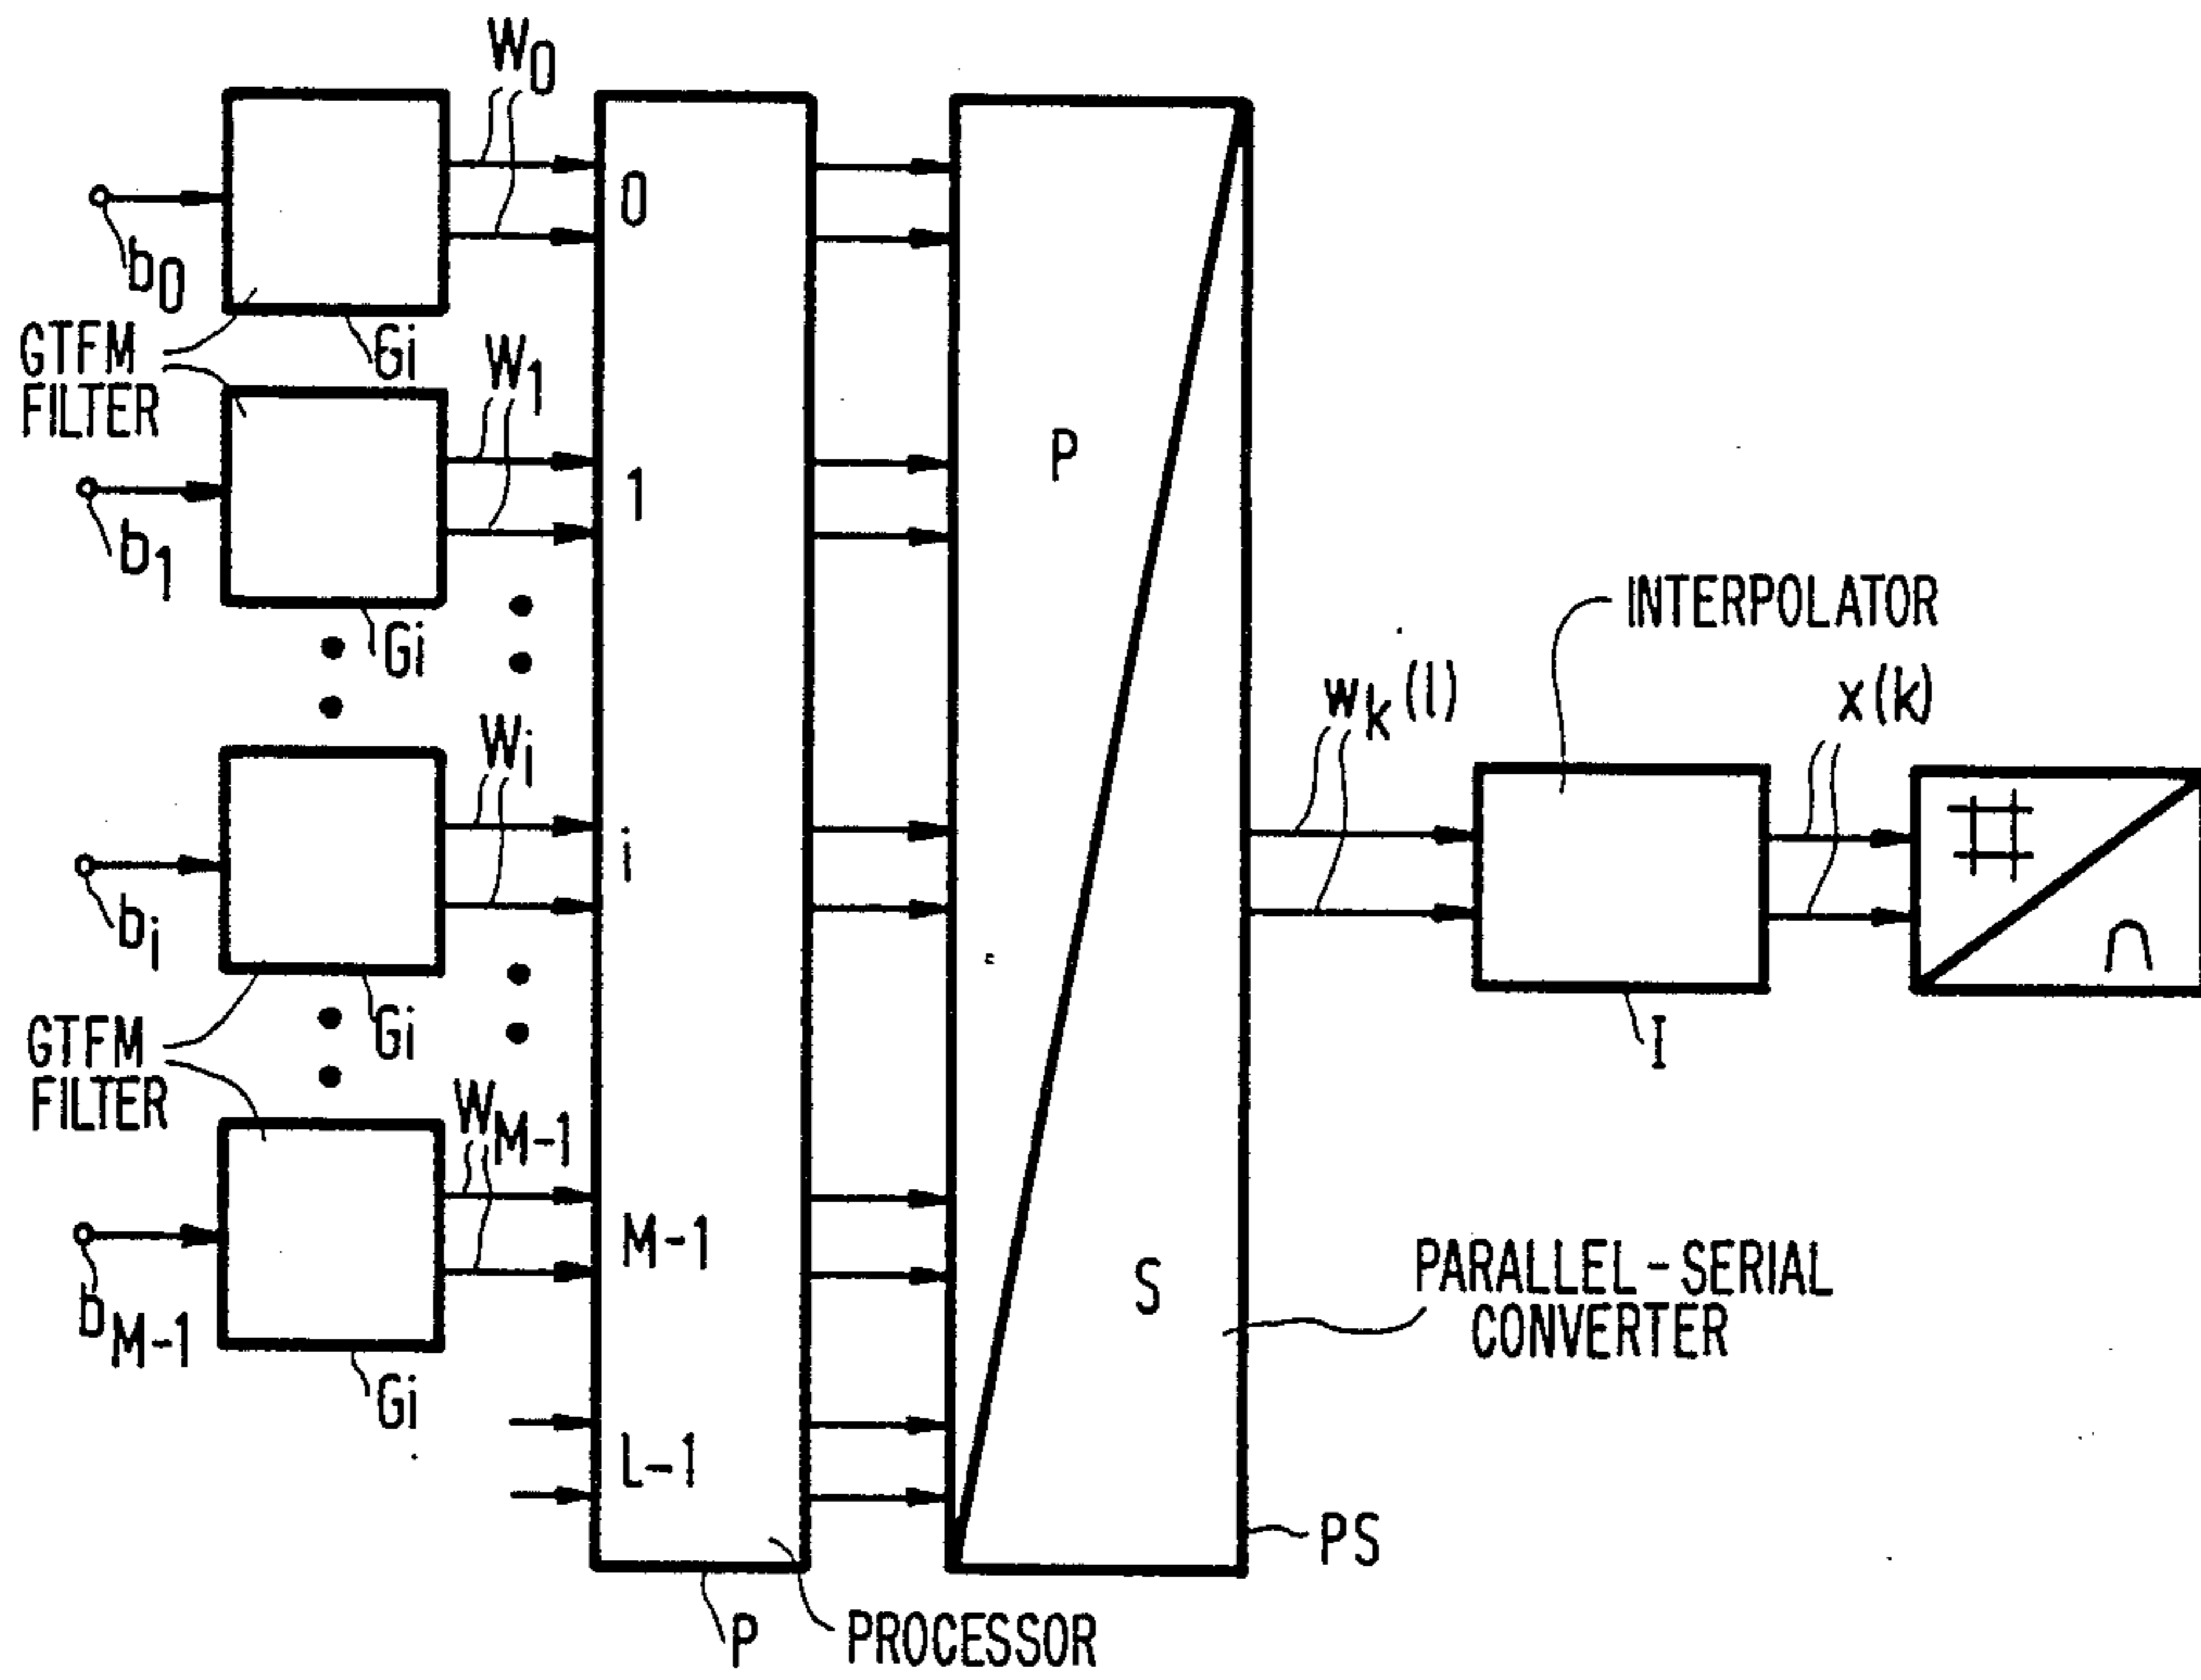 W0
b0
GTFM
FILTER
Gi
0
W1
b1
Gi
1
P
Wi
bi
GTFM
FILTER
Gi
i
WM-1
bM-1
Gi
M-1
L-1
P
PROCESSOR
S
PARALLEL-SERIAL
CONVERTER
PS
wk(l)
INTERPOLATOR
x(k)
I
#